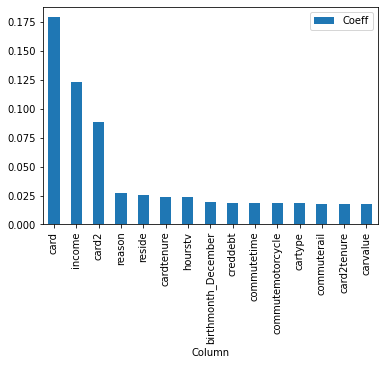 Coeff
0.175
0.150
0.125
0.100
0.075
0.050
0.025
0.000
card
income
card2
reason
reside
cardtenure
hourstv
birthmonth_December
creddebt
commutetime
commutemotorcycle
cartype
commuterail
card2tenure
carvalue
Column